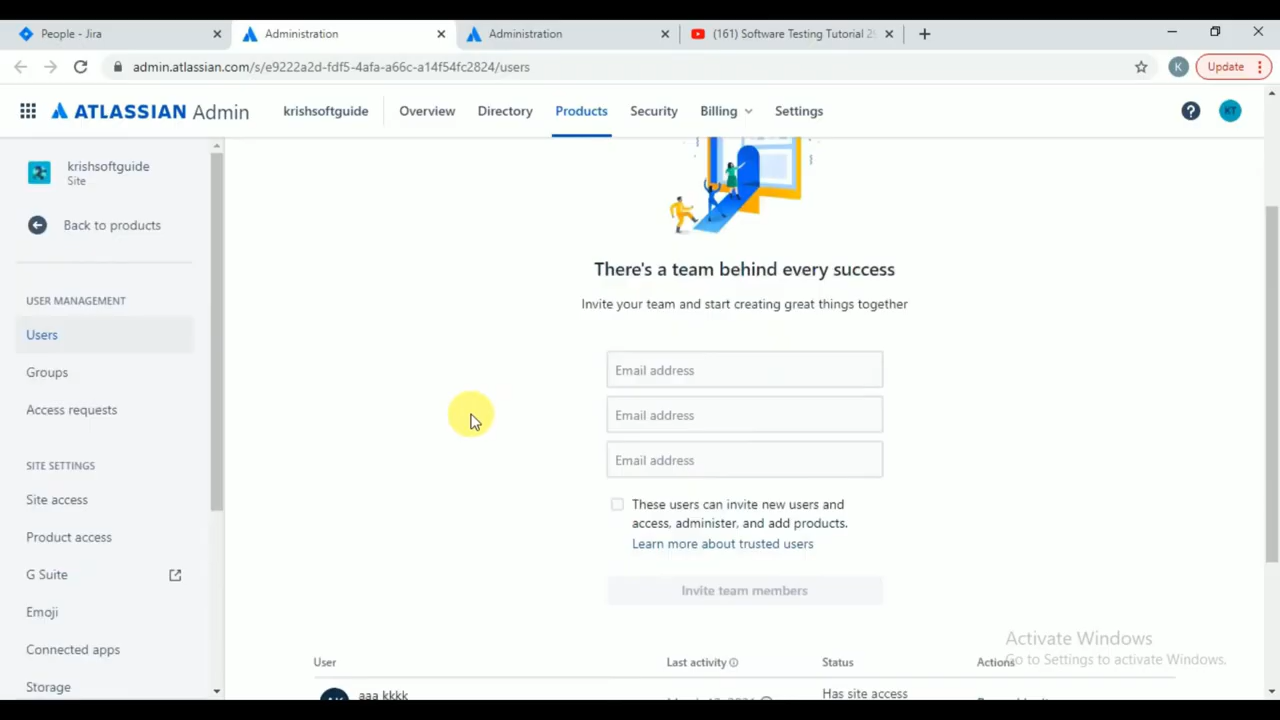 People - Jira
Administration
Administration
(161) Software Testing Tutorial 2
admin.atlassian.com/s/e9222a2d-fdf5-4afa-a66c-a14f54fc2824/users
K
Update
ATLASSIAN Admin
krishsoftguide
Overview
Directory
Products
Security
Billing
Settings
KT
krishsoftguide
Site
Back to products
USER MANAGEMENT
Users
Groups
Access requests
SITE SETTINGS
Site access
Product access
G Suite
Emoji
Connected apps
Storage
There's a team behind every success
Invite your team and start creating great things together
Email address
Email address
Email address
These users can invite new users and
access, administer, and add products.
Learn more about trusted users
Invite team members
Activate Windows
Go to Settings to activate Windows.
User
Last activity
Status
Actions
aaa kkkk
Has site access